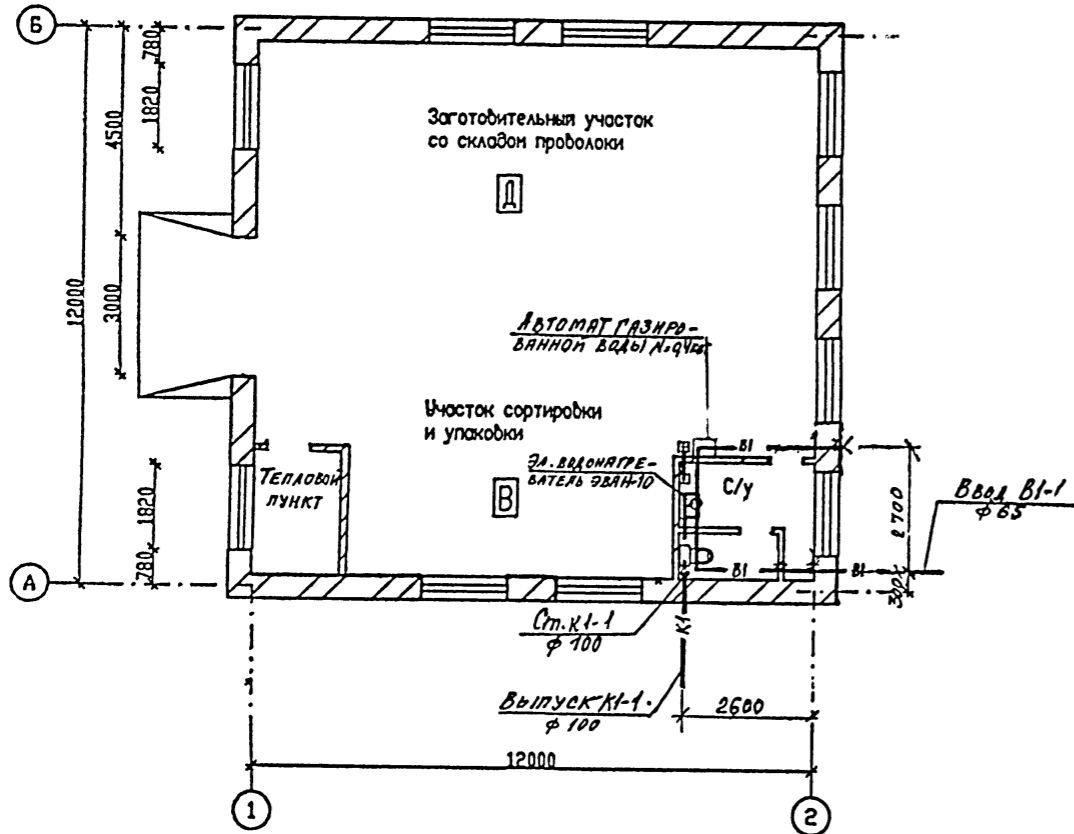 Б
780
1820
4500
3000
12000
1820
780
А
Заготовительныя участок
со складом проволоки
Д
АВТОМАТ ГАЗИРО-
ВАННОЙ ВОДЫ
Участок сортировки
и упаковки
В
ЭЛ. ВОДОНАГРЕ-
ВАТЕЛЬ ЭВАН-10
ТЕПЛОВОЙ
ПУНКТ
С/у
В1
В1
В1
2700
300
Ввод В1-1
ф 65
Ст.К1-1
ф 100
К1
Выпуск К1-1
ф 100
2600
12000
1
2